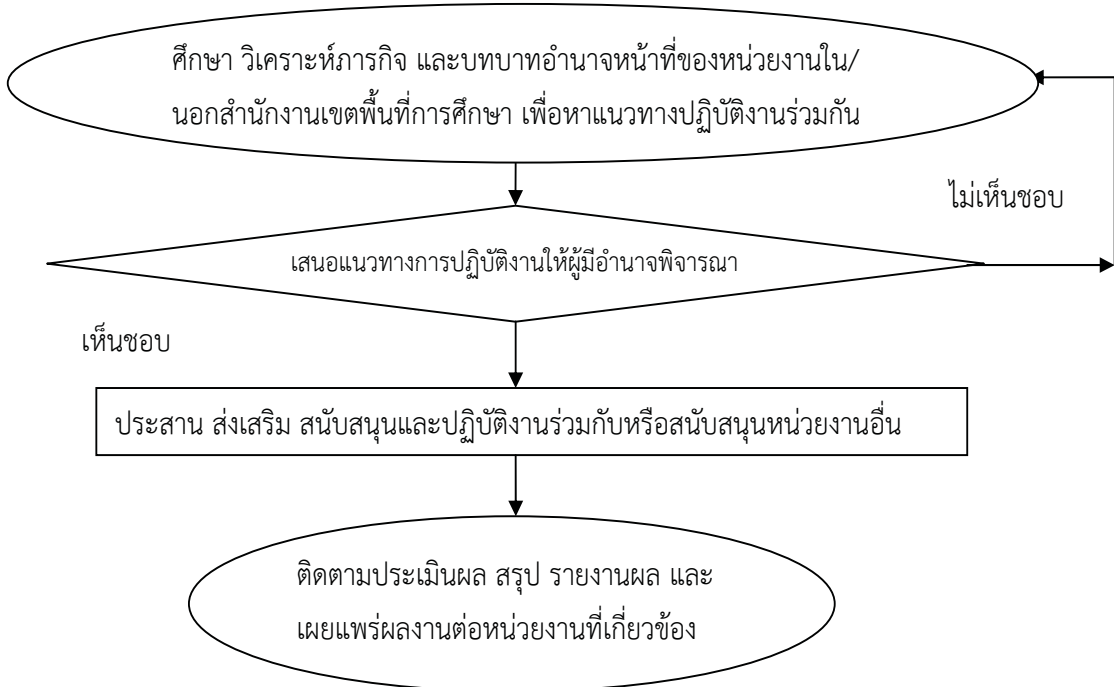 ศึกษา วิเคราะห์ภารกิจ และบทบาทอำนาจหน้าที่ของหน่วยงานใน/
นอกสำนักงานเขตพื้นที่การศึกษา เพื่อหาแนวทางปฏิบัติงานร่วมกัน
ไม่เห็นชอบ
เสนอแนวทางการปฏิบัติงานให้ผู้มีอำนาจพิจารณา
เห็นชอบ
ประสาน ส่งเสริม สนับสนุนและปฏิบัติงานร่วมกับหรือสนับสนุนหน่วยงานอื่น
ติดตามประเมินผล สรุป รายงานผล และ
เผยแพร่ผลงานต่อหน่วยงานที่เกี่ยวข้อง